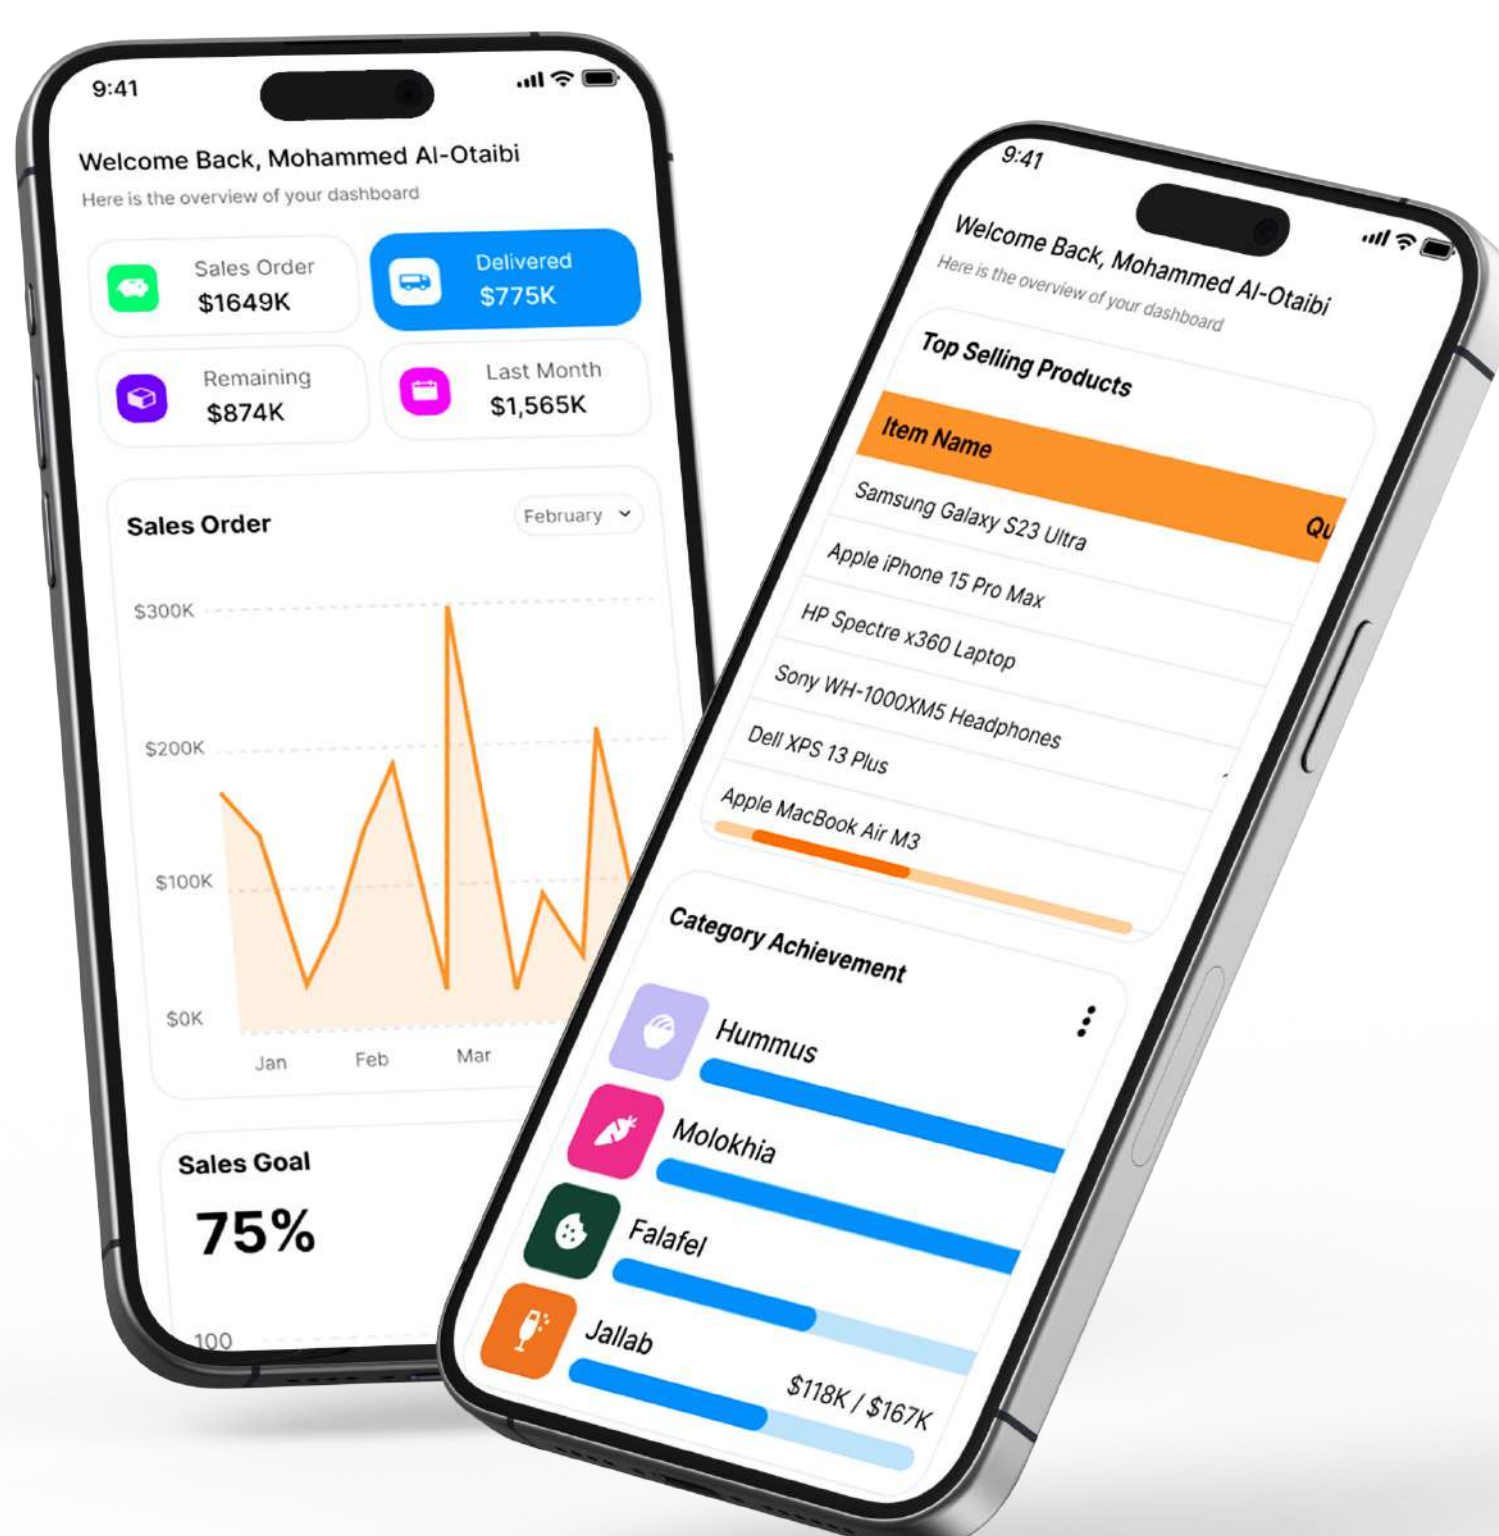 9:41
Welcome Back, Mohammed Al-Otaibi
Here is the overview of your dashboard
Sales Order
$1649K
Delivered
$775K
Remaining
$874K
Last Month
$1,565K
Sales Order
February
$300K
$200K
$100K
$0K
Jan
Feb
Mar
Sales Goal
75%
100
9:41
Welcome Back, Mohammed Al-Otaibi
Here is the overview of your dashboard
Top Selling Products
Item Name
Qu
Samsung Galaxy S23 Ultra
Apple iPhone 15 Pro Max
HP Spectre x360 Laptop
Sony WH-1000XM5 Headphones
Dell XPS 13 Plus
Apple MacBook Air M3
Category Achievement
Hummus
Molokhia
Falafel
Jallab
$118K / $167K